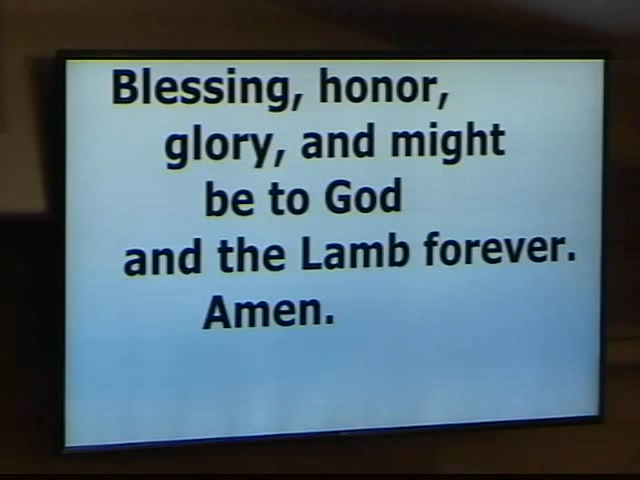 Blessing, honor,
glory, and might
be to God
and the Lamb forever.
Amen.